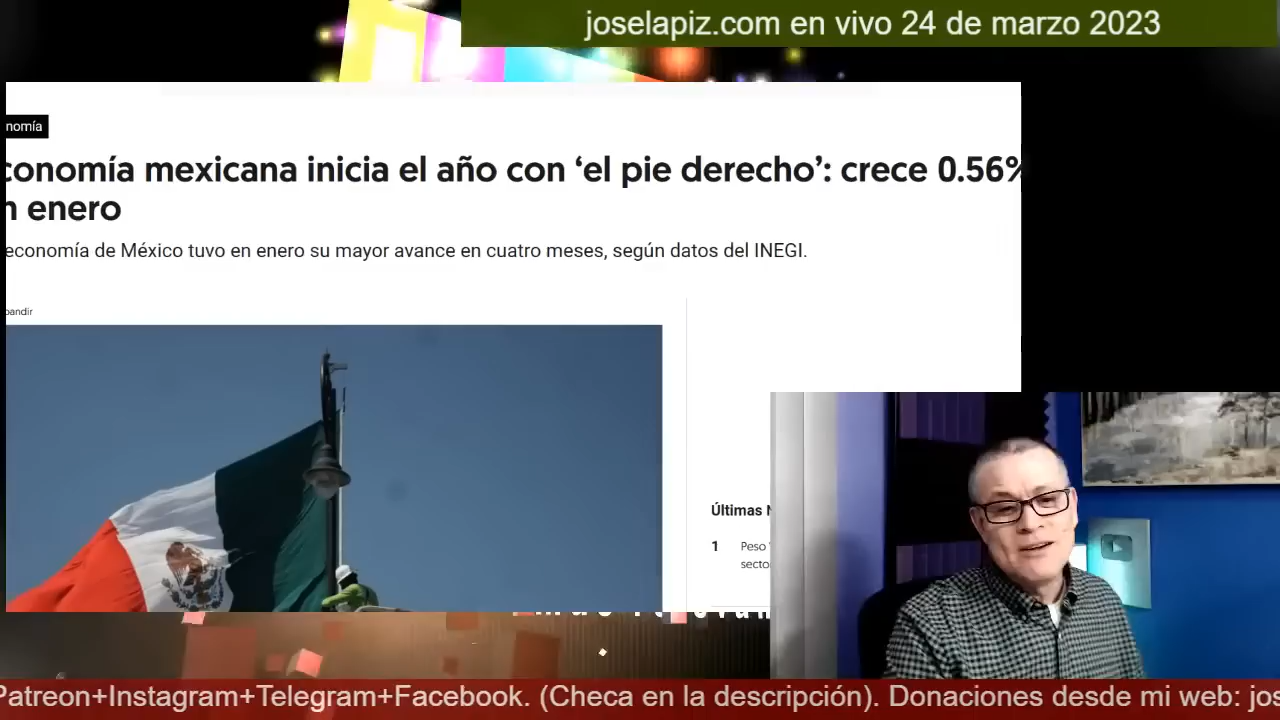 joselapiz.com en vivo 24 de marzo 2023
nomía
conomía mexicana inicia el año con ‘el pie derecho’: crece 0.56%
n enero
economía de México tuvo en enero su mayor avance en cuatro meses, según datos del INEGI.
pandir
Últimas N
1 Peso
secto
Patreon+Instagram+Telegram+Facebook. (Checa en la descripción). Donaciones desde mi web: jos